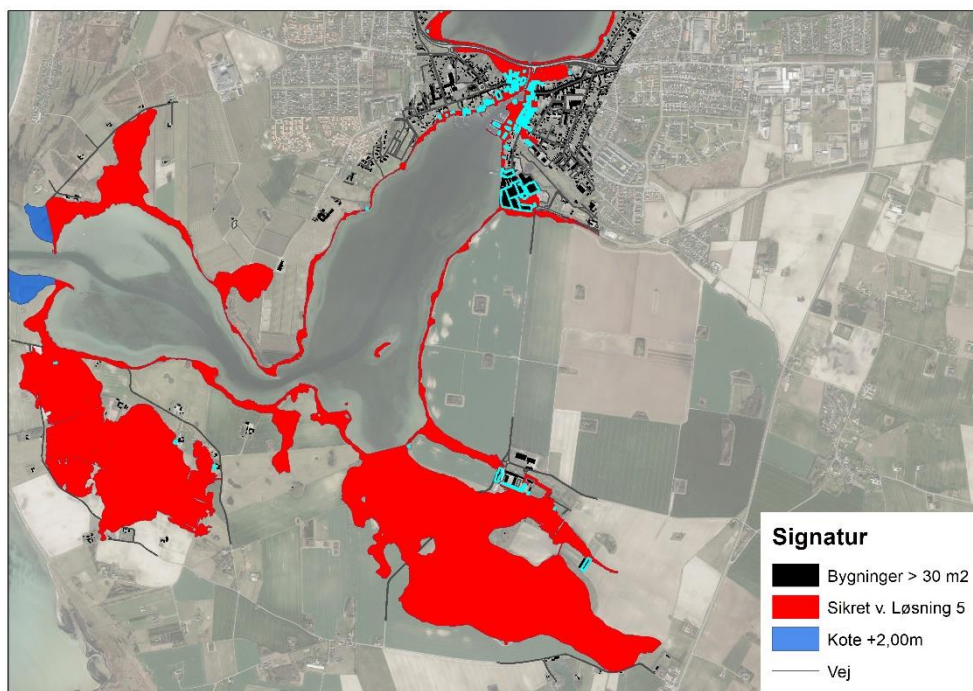 Signatur
Bygninger > 30 m2
Sikret v. Løsning 5
Kote +2,00m
Vej